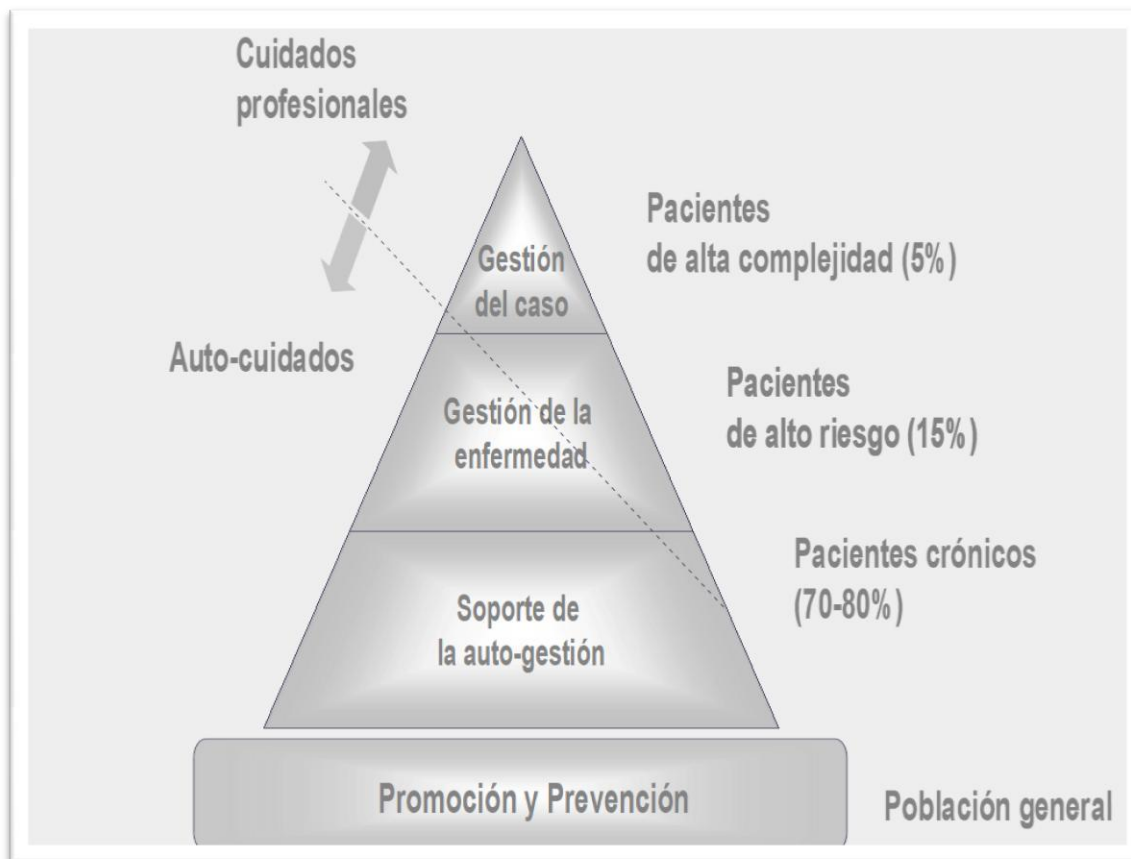 Cuidados
profesionales
Auto-cuidados
Gestión
del caso
Pacientes
de alta complejidad (5%)
Gestión de la
enfermedad
Pacientes
de alto riesgo (15%)
Soporte de
la auto-gestión
Pacientes crónicos
(70-80%)
Promoción y Prevención
Población general